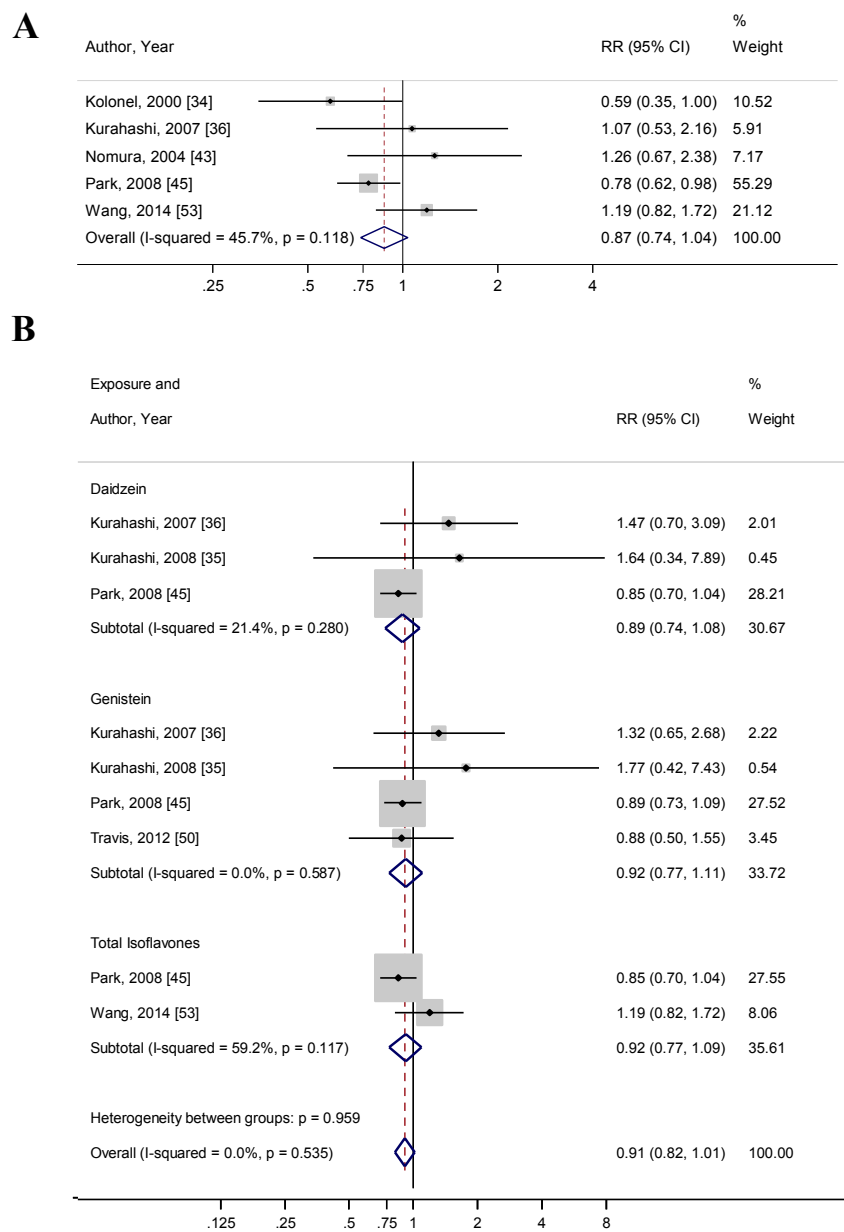 A
%
Author, Year RR (95% CI) Weight
Kolonel, 2000 [34] 0.59 (0.35, 1.00) 10.52
Kurahashi, 2007 [36] 1.07 (0.53, 2.16) 5.91
Nomura, 2004 [43] 1.26 (0.67, 2.38) 7.17
Park, 2008 [45] 0.78 (0.62, 0.98) 55.29
Wang, 2014 [53] 1.19 (0.82, 1.72) 21.12
Overall (I-squared = 45.7%, p = 0.118) 0.87 (0.74, 1.04) 100.00
.25 .5 .75 1 2 4
B
Exposure and %
Author, Year RR (95% CI) Weight
Daidzein
Kurahashi, 2007 [36] 1.47 (0.70, 3.09) 2.01
Kurahashi, 2008 [35] 1.64 (0.34, 7.89) 0.45
Park, 2008 [45] 0.85 (0.70, 1.04) 28.21
Subtotal (I-squared = 21.4%, p = 0.280) 0.89 (0.74, 1.08) 30.67
Genistein
Kurahashi, 2007 [36] 1.32 (0.65, 2.68) 2.22
Kurahashi, 2008 [35] 1.77 (0.42, 7.43) 0.54
Park, 2008 [45] 0.89 (0.73, 1.09) 27.52
Travis, 2012 [50] 0.88 (0.50, 1.55) 3.45
Subtotal (I-squared = 0.0%, p = 0.587) 0.92 (0.77, 1.11) 33.72
Total Isoflavones
Park, 2008 [45] 0.85 (0.70, 1.04) 27.55
Wang, 2014 [53] 1.19 (0.82, 1.72) 8.06
Subtotal (I-squared = 59.2%, p = 0.117) 0.92 (0.77, 1.09) 35.61
Heterogeneity between groups: p = 0.959
Overall (I-squared = 0.0%, p = 0.535) 0.91 (0.82, 1.01) 100.00
.125 .25 .5 .75 1 2 4 8